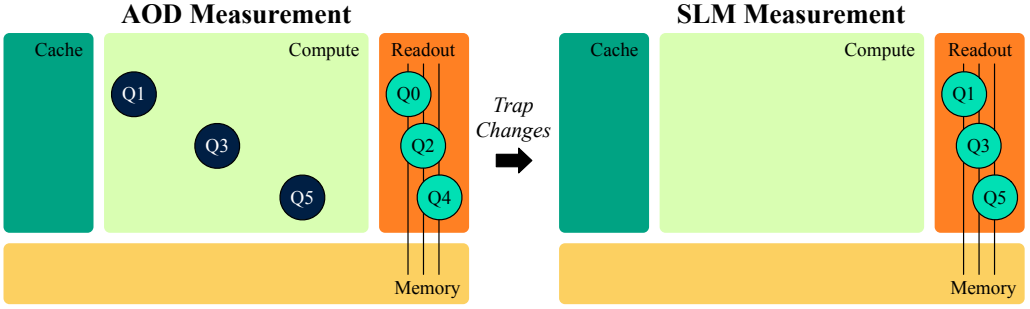 AOD Measurement
Cache
Compute
Readout
Q1
Q0
Q3
Q2
Q5
Q4
Memory
Trap
Changes
SLM Measurement
Cache
Compute
Readout
Q1
Q3
Q5
Memory